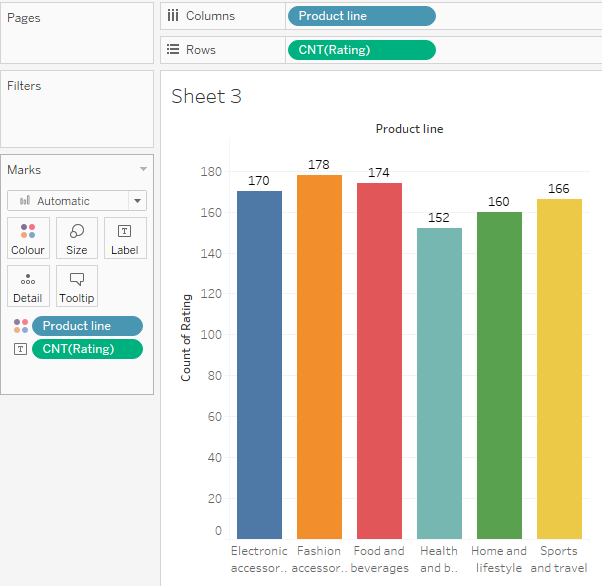 Pages
Columns
Product line
Rows
CNT(Rating)
Filters
Marks
Automatic
Colour
Size
Label
Detail
Tooltip
Product line
CNT(Rating)
Sheet 3
Product line
Count of Rating
180
160
140
120
100
80
60
40
20
0
170
178
174
152
160
166
Electronic
accessor..
Fashion
accessor..
Food and
beverages
Health
and b..
Home and
lifestyle
Sports
and travel